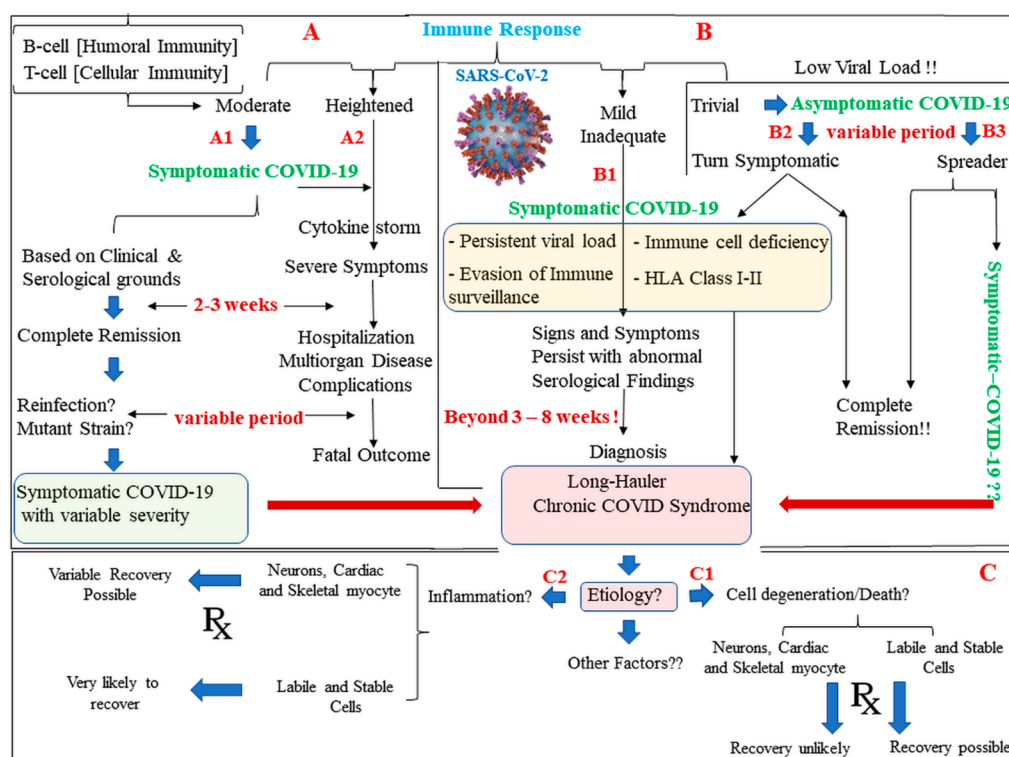 A
Immune Response
B
B-cell [Humoral Immunity]
T-cell [Cellular Immunity]
SARS-CoV-2
Low Viral Load !!
Moderate
Heightened
Mild
Inadequate
Trivial
Asymptomatic COVID-19
A1
A2
B1
B2
variable period
B3
Turn Symptomatic
Spreader
Symptomatic COVID-19
Symptomatic COVID-19
Cytokine storm
- Persistent viral load
- Evasion of Immune
surveillance
- Immune cell deficiency
- HLA Class I-II
Based on Clinical &
Serological grounds
Severe Symptoms
2-3 weeks
Complete Remission
Hospitalization
Multiorgan Disease
Complications
Signs and Symptoms
Persist with abnormal
Serological Findings
Symptomatic–COVID-19 ??
Reinfection?
Mutant Strain?
variable period
Beyond 3 – 8 weeks !
Complete
Remission!!
Fatal Outcome
Diagnosis
Symptomatic COVID-19
with variable severity
Long-Hauler
Chronic COVID Syndrome
C
Variable Recovery
Possible
Neurons, Cardiac
and Skeletal myocyte
Inflammation?
C2
Etiology?
C1
Cell degeneration/Death?
Rx
Other Factors??
Neurons, Cardiac
and Skeletal myocyte
Labile and Stable
Cells
Very likely to
recover
Labile and Stable
Cells
Rx
Recovery unlikely
Recovery possible